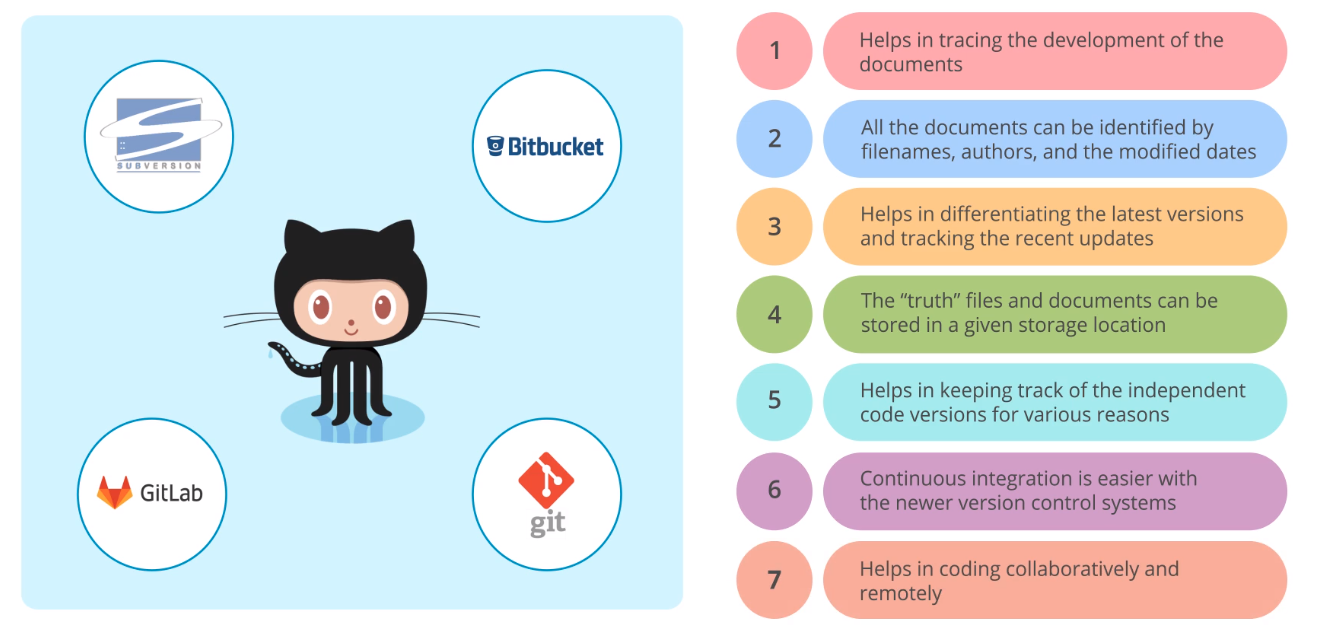 SUBVERSION
Bitbucket
GitLab
git
1
Helps in tracing the development of the
documents
2
All the documents can be identified by
filenames, authors, and the modified dates
3
Helps in differentiating the latest versions
and tracking the recent updates
4
The “truth” files and documents can be
stored in a given storage location
5
Helps in keeping track of the independent
code versions for various reasons
6
Continuous integration is easier with
the newer version control systems
7
Helps in coding collaboratively and
remotely